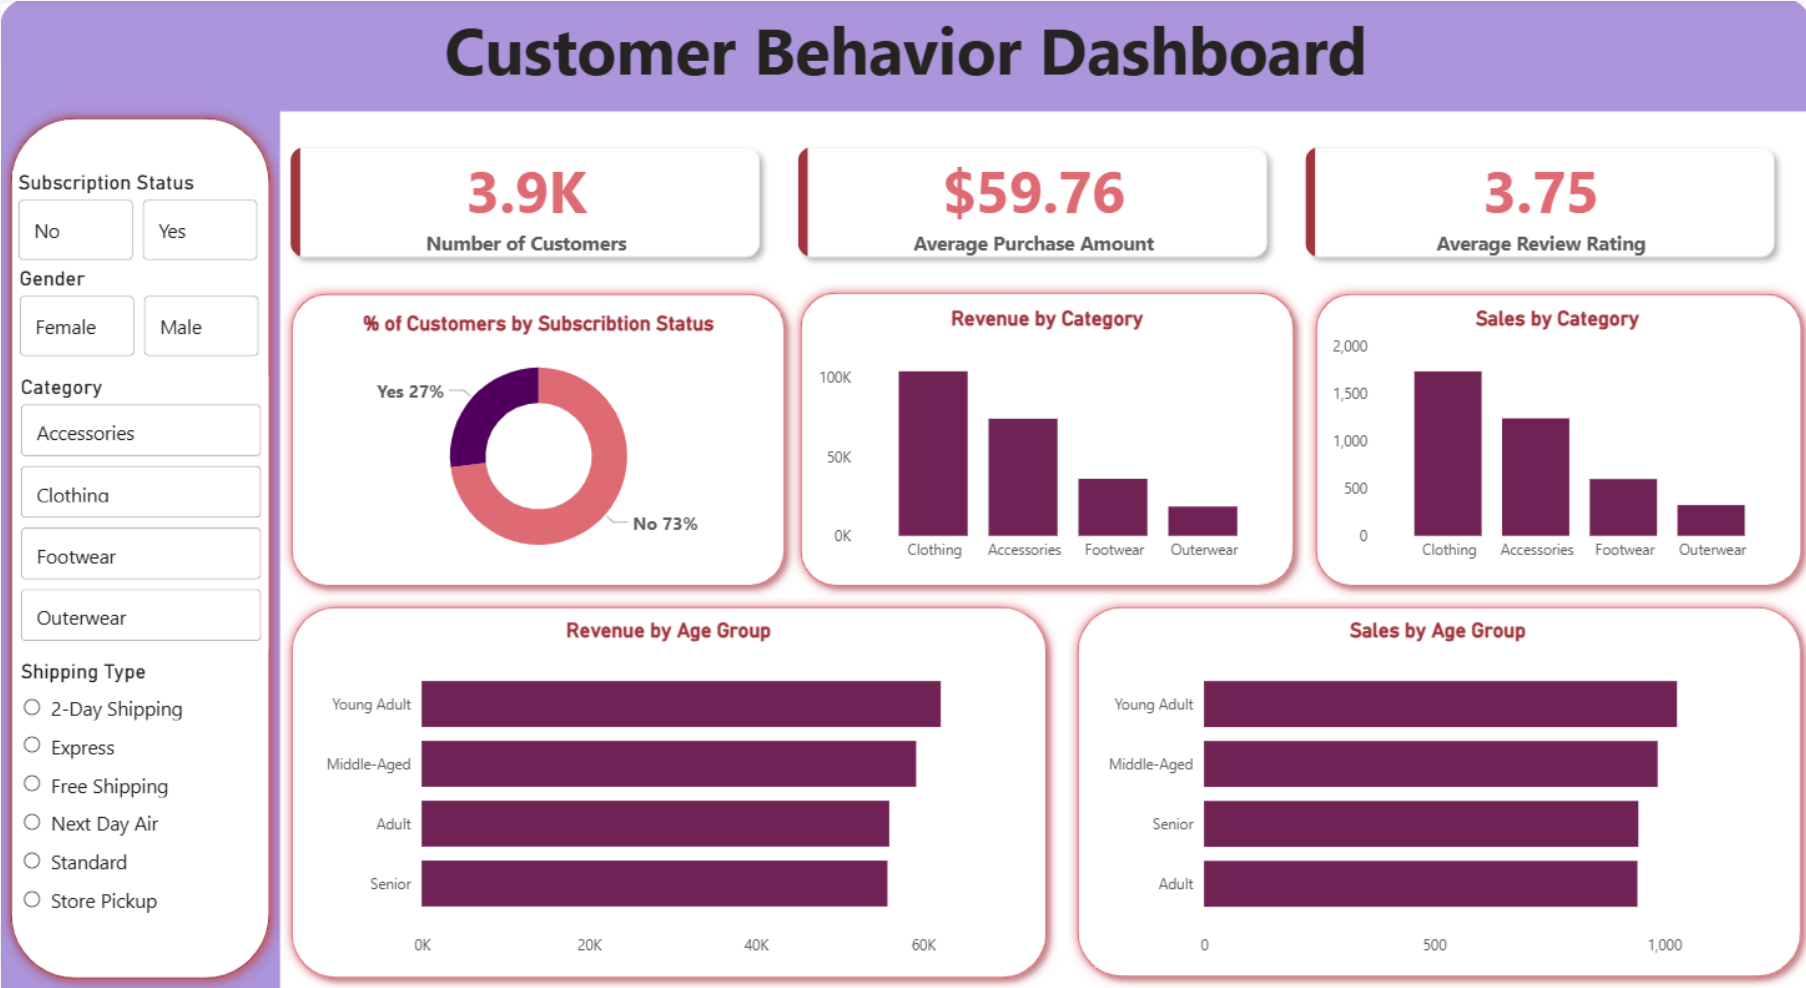 Customer Behavior Dashboard
Subscription Status
No
Yes
Gender
Female
Male
Category
Accessories
Clothing
Footwear
Outerwear
Shipping Type
2-Day Shipping
Express
Free Shipping
Next Day Air
Standard
Store Pickup
3.9K
Number of Customers
$59.76
Average Purchase Amount
3.75
Average Review Rating
% of Customers by Subscribtion Status
Yes 27%
No 73%
Revenue by Category
100K
50K
0K
Clothing Accessories Footwear Outerwear
Sales by Category
2,000
1,500
1,000
500
0
Clothing Accessories Footwear Outerwear
Revenue by Age Group
Young Adult
Middle-Aged
Adult
Senior
0K 20K 40K 60K
Sales by Age Group
Young Adult
Middle-Aged
Senior
Adult
0 500 1,000